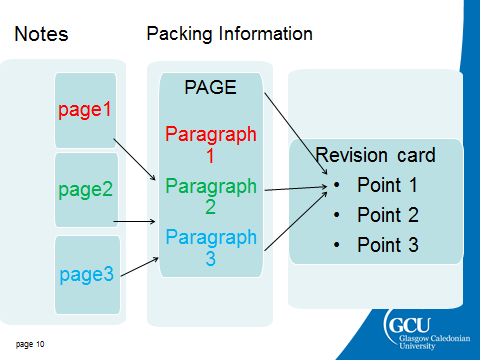 Notes
Packing Information
page1
page2
page3
PAGE
Paragraph
1
Paragraph
2
Paragraph
3
Revision card
• Point 1
• Point 2
• Point 3
page 10
GCU
Glasgow Caledonian
University